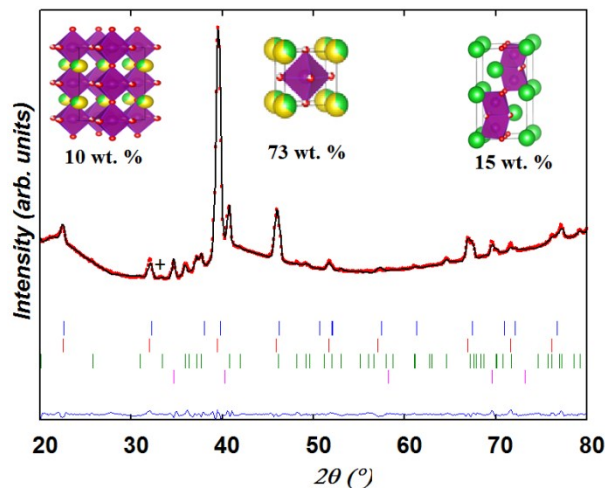 10 wt. %
73 wt. %
15 wt. %
Intensity (arb. units)
+
20 30 40 50 60 70 80
2θ (°)